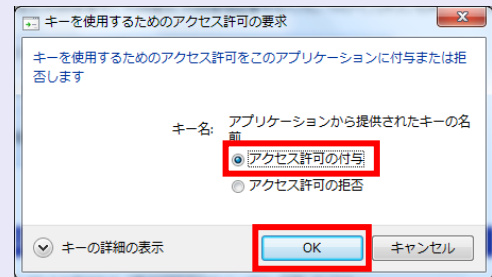 キーを使用するためのアクセス許可の要求
キーを使用するためのアクセス許可をこのアプリケーションに付与または拒
否します
キー名: アプリケーションから提供されたキーの名
前
アクセス許可の付与
アクセス許可の拒否
キーの詳細の表示 OK キャンセル